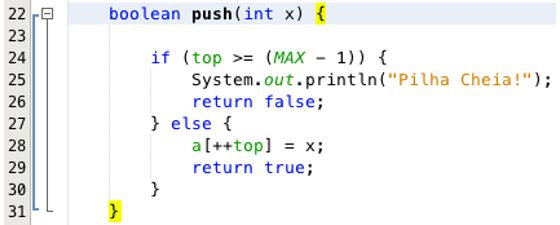 22 boolean push(int x) {
23
24 if (top >= (MAX - 1)) {
25 System.out.println("Pilha Cheia!");
26 return false;
27 } else {
28 a[++top] = x;
29 return true;
30 }
31 }